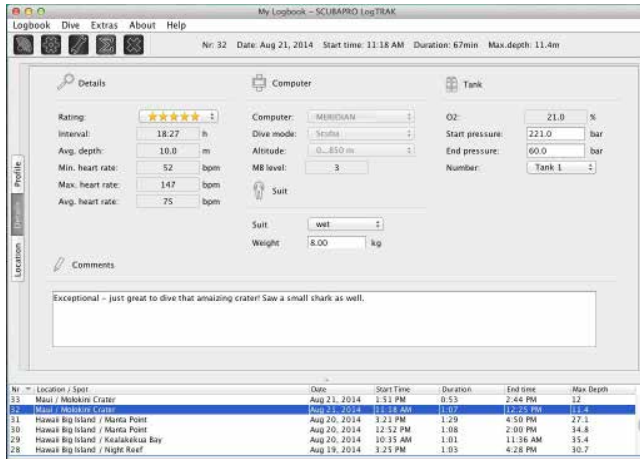 My Logbook - SCUBAPRO LogTRAK
Logbook Dive Extras About Help
Nr: 32 Date: Aug 21, 2014 Start time: 11:18 AM Duration: 67min Max.depth: 11.4m
Details Computer Tank
Rating: Computer: MERIDIAN O2: 21.0 %
Interval: 18:27 h Dive mode: Scuba Start pressure: 221.0 bar
Avg. depth: 10.0 m Altitude: 0...850 m End pressure: 60.0 bar
Min. heart rate: 52 bpm MB level: 3 Number: Tank 1
Max. heart rate: 147 bpm Suit
Avg. heart rate: 75 bpm
Suit wet
Weight 8.00 kg
Profile
Details
Location
Comments
Exceptional - just great to dive that amaizing crater! Saw a small shark as well.
Nr Location / Spot Date Start Time Duration End time Max Depth
33 Maui / Molokini Crater Aug 21, 2014 1:51 PM 0:53 2:44 PM 12
32 Maui / Molokini Crater Aug 21, 2014 11:18 AM 1:07 12:25 PM 11.4
31 Hawaii Big Island / Manta Point Aug 20, 2014 3:21 PM 1:29 4:50 PM 27.1
30 Hawaii Big Island / Manta Point Aug 20, 2014 12:52 PM 1:08 2:00 PM 34.8
29 Hawaii Big Island / Kealakekua Bay Aug 20, 2014 10:35 AM 1:01 11:36 AM 35.4
28 Hawaii Big Island / Night Reef Aug 19, 2014 3:25 PM 1:03 4:28 PM 30.7